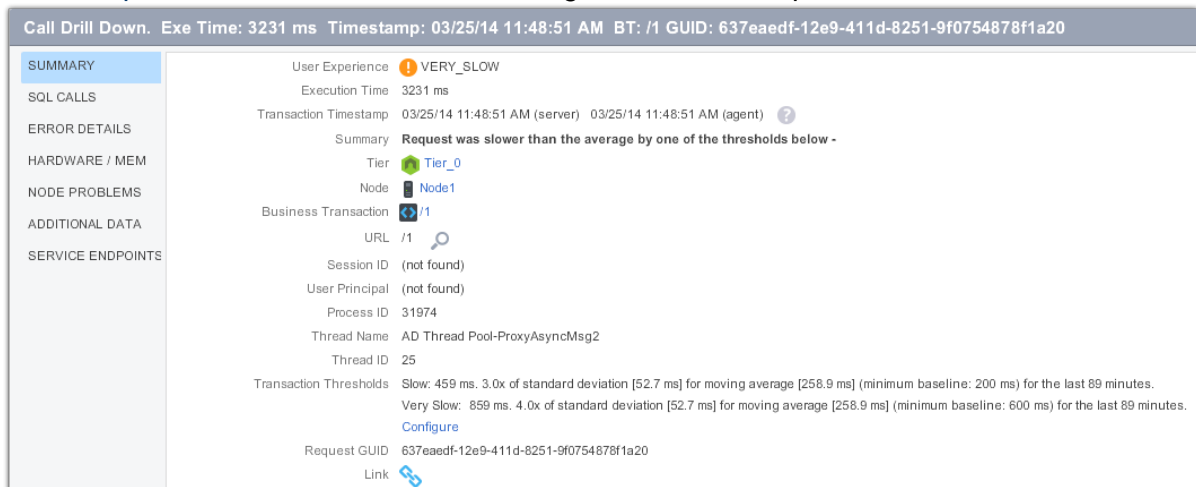 Call Drill Down. Exe Time: 3231 ms Timestamp: 03/25/14 11:48:51 AM BT: /1 GUID: 637eaedf-12e9-411d-8251-9f0754878f1a20
SUMMARY
SQL CALLS
ERROR DETAILS
HARDWARE / MEM
NODE PROBLEMS
ADDITIONAL DATA
SERVICE ENDPOINTS
User Experience VERY_SLOW
Execution Time 3231 ms
Transaction Timestamp 03/25/14 11:48:51 AM (server) 03/25/14 11:48:51 AM (agent) ?
Summary Request was slower than the average by one of the thresholds below -
Tier Tier_0
Node Node1
Business Transaction /1
URL /1
Session ID (not found)
User Principal (not found)
Process ID 31974
Thread Name AD Thread Pool-ProxyAsyncMsg2
Thread ID 25
Transaction Thresholds Slow: 459 ms. 3.0x of standard deviation [52.7 ms] for moving average [258.9 ms] (minimum baseline: 200 ms) for the last 89 minutes.
Very Slow: 859 ms. 4.0x of standard deviation [52.7 ms] for moving average [258.9 ms] (minimum baseline: 600 ms) for the last 89 minutes.
Configure
Request GUID 637eaedf-12e9-411d-8251-9f0754878f1a20
Link